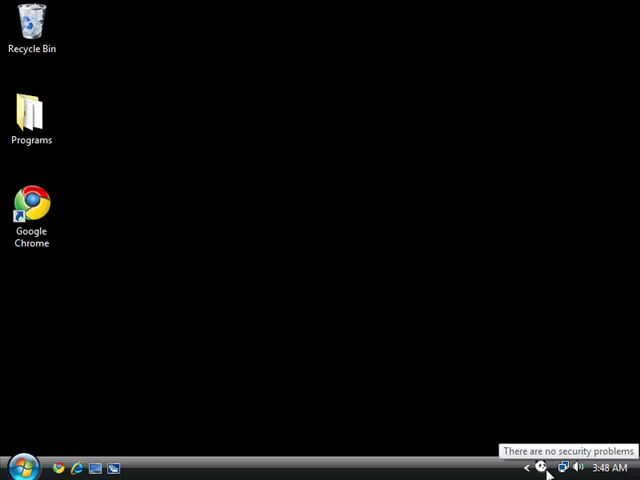 Recycle Bin
Programs
Google
Chrome
There are no security problems
3:48 AM